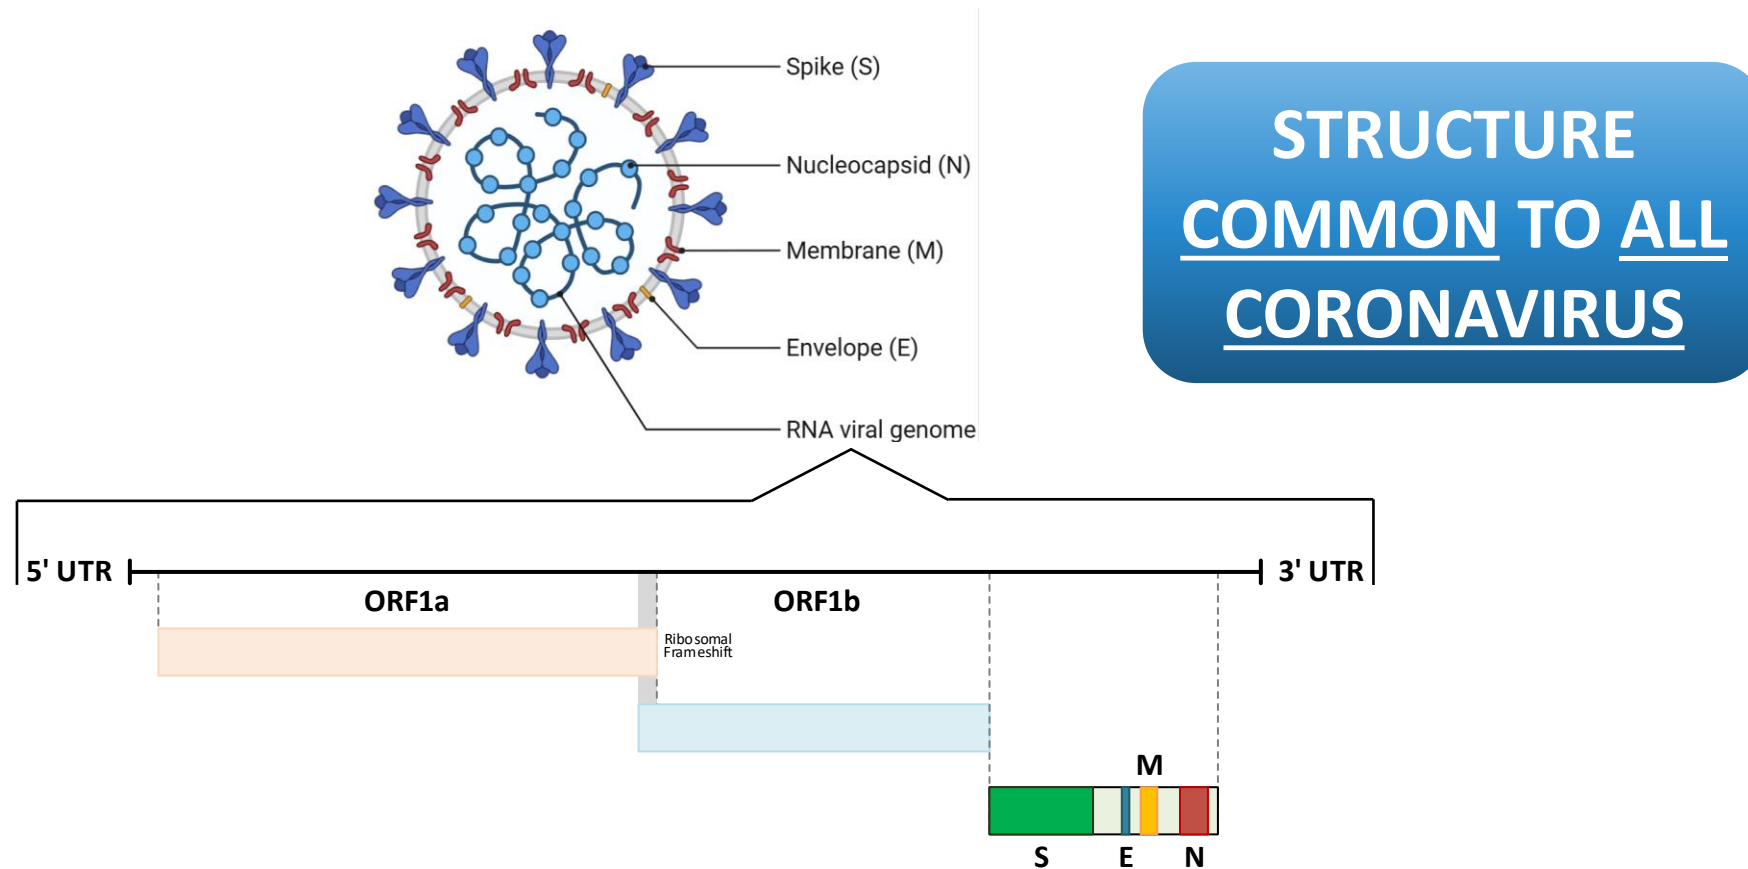 Spike (S)
Nucleocapsid (N)
Membrane (M)
Envelope (E)
RNA viral genome
STRUCTURE
COMMON TO ALL
CORONAVIRUS
5' UTR
3' UTR
ORF1a
ORF1b
Ribosomal
Frameshift
M
S
E
N